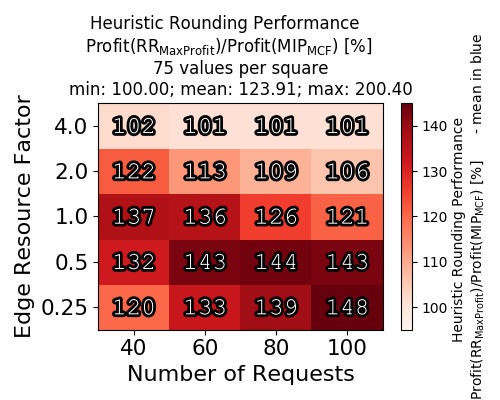 Heuristic Rounding Performance
Profit(RR_MaxProfit)/Profit(MIP_MCF) [%]
75 values per square
min: 100.00; mean: 123.91; max: 200.40
Edge Resource Factor
4.0 102 101 101 101
2.0 122 113 109 106
1.0 137 136 126 121
0.5 132 143 144 143
0.25 120 133 139 148
40 60 80 100
Number of Requests
140
130
120
110
100
Heuristic Rounding Performance
Profit(RR_MaxProfit)/Profit(MIP_MCF) [%] - mean in blue